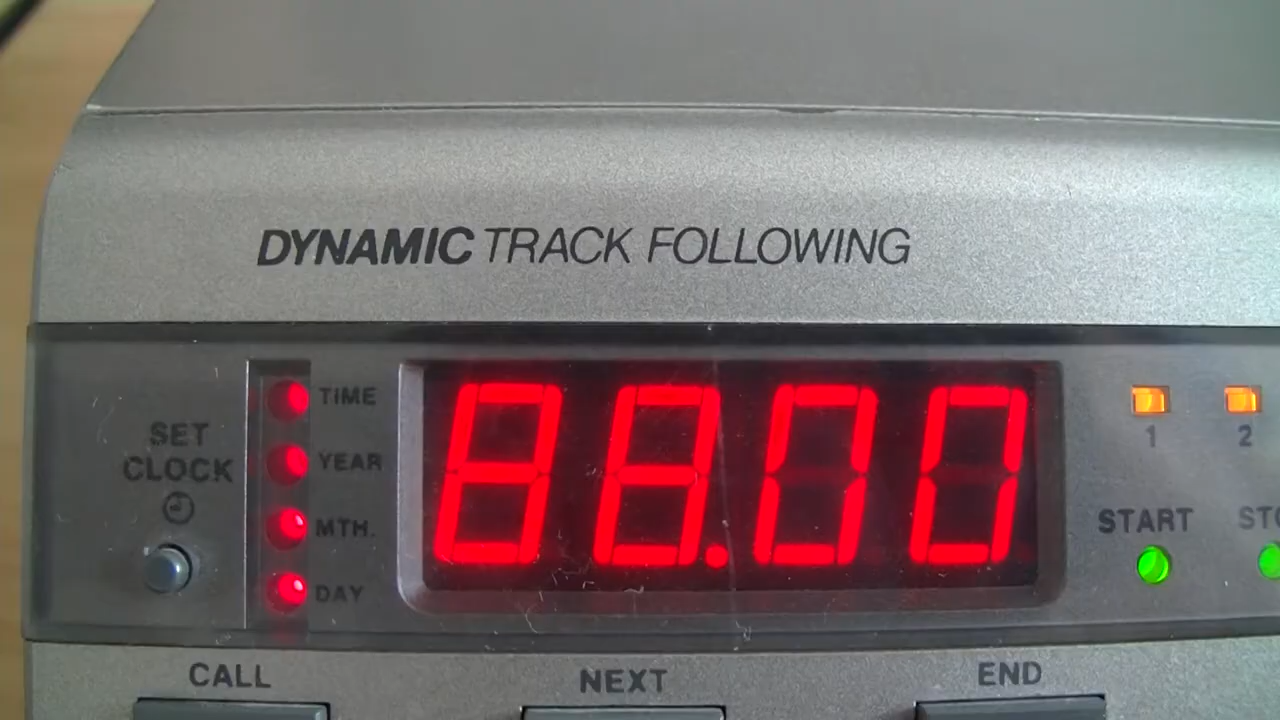 DYNAMIC TRACK FOLLOWING
TIME
SET
CLOCK
YEAR
MTH.
DAY
88.00
1
2
START
CALL
NEXT
END